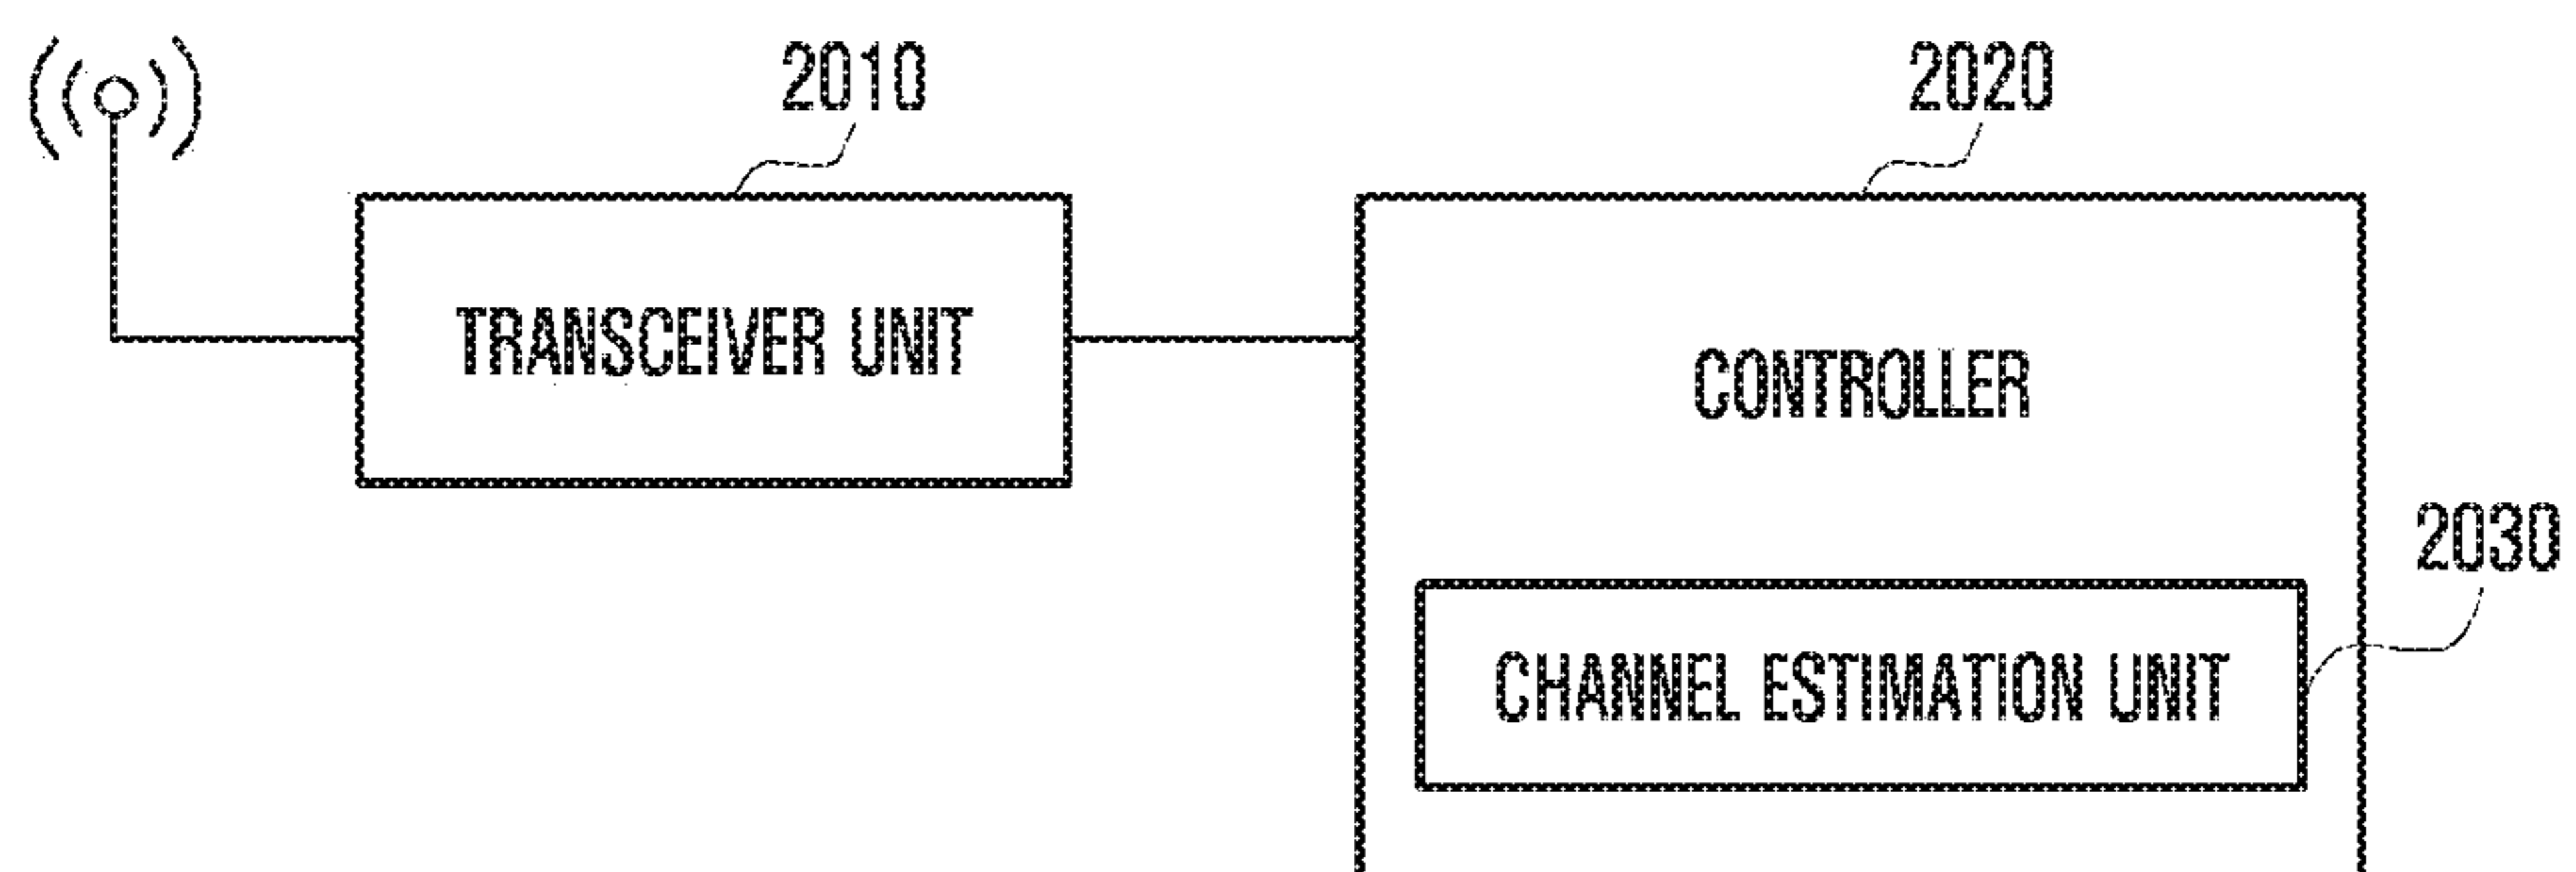 2010
2020
TRANSCEIVER UNIT
CONTROLLER
2030
CHANNEL ESTIMATION UNIT